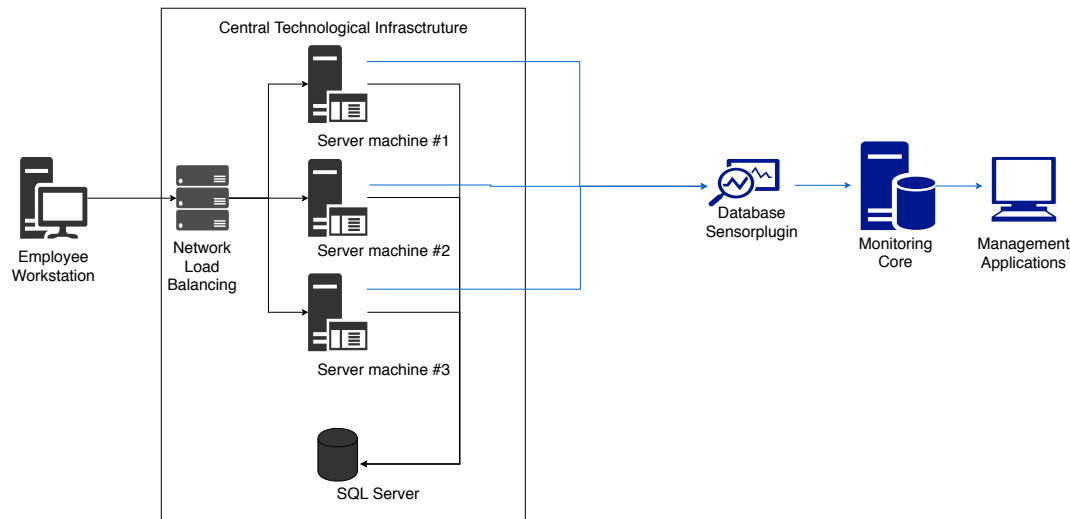 Central Technological Infrasctruture
Server machine #1
Employee
Workstation
Network
Load
Balancing
Server machine #2
Database
Sensorplugin
Monitoring
Core
Management
Applications
Server machine #3
SQL Server